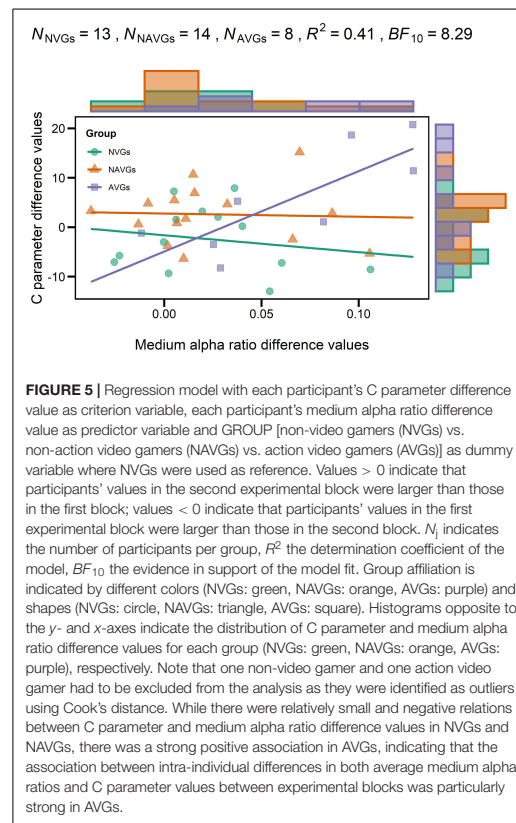 N_NVGs = 13 , N_NAVGs = 14 , N_AVGs = 8 , R² = 0.41 , BF₁₀ = 8.29
Group
NVGs
NAVGs
AVGs
C parameter difference values
20
10
0
-10
0.00 0.05 0.10
Medium alpha ratio difference values
FIGURE 5 | Regression model with each participant's C parameter difference
value as criterion variable, each participant's medium alpha ratio difference
value as predictor variable and GROUP [non-video gamers (NVGs) vs.
non-action video gamers (NAVGs) vs. action video gamers (AVGs)] as dummy
variable where NVGs were used as reference. Values > 0 indicate that
participants' values in the second experimental block were larger than those
in the first block; values < 0 indicate that participants' values in the first
experimental block were larger than those in the second block. Nj indicates
the number of participants per group, R² the determination coefficient of the
model, BF₁₀ the evidence in support of the model fit. Group affiliation is
indicated by different colors (NVGs: green, NAVGs: orange, AVGs: purple) and
shapes (NVGs: circle, NAVGs: triangle, AVGs: square). Histograms opposite to
the y- and x-axes indicate the distribution of C parameter and medium alpha
ratio difference values for each group (NVGs: green, NAVGs: orange, AVGs:
purple), respectively. Note that one non-video gamer and one action video
gamer had to be excluded from the analysis as they were identified as outliers
using Cook's distance. While there were relatively small and negative relations
between C parameter and medium alpha ratio difference values in NVGs and
NAVGs, there was a strong positive association in AVGs, indicating that the
association between intra-individual differences in both average medium alpha
ratios and C parameter values between experimental blocks was particularly
strong in AVGs.